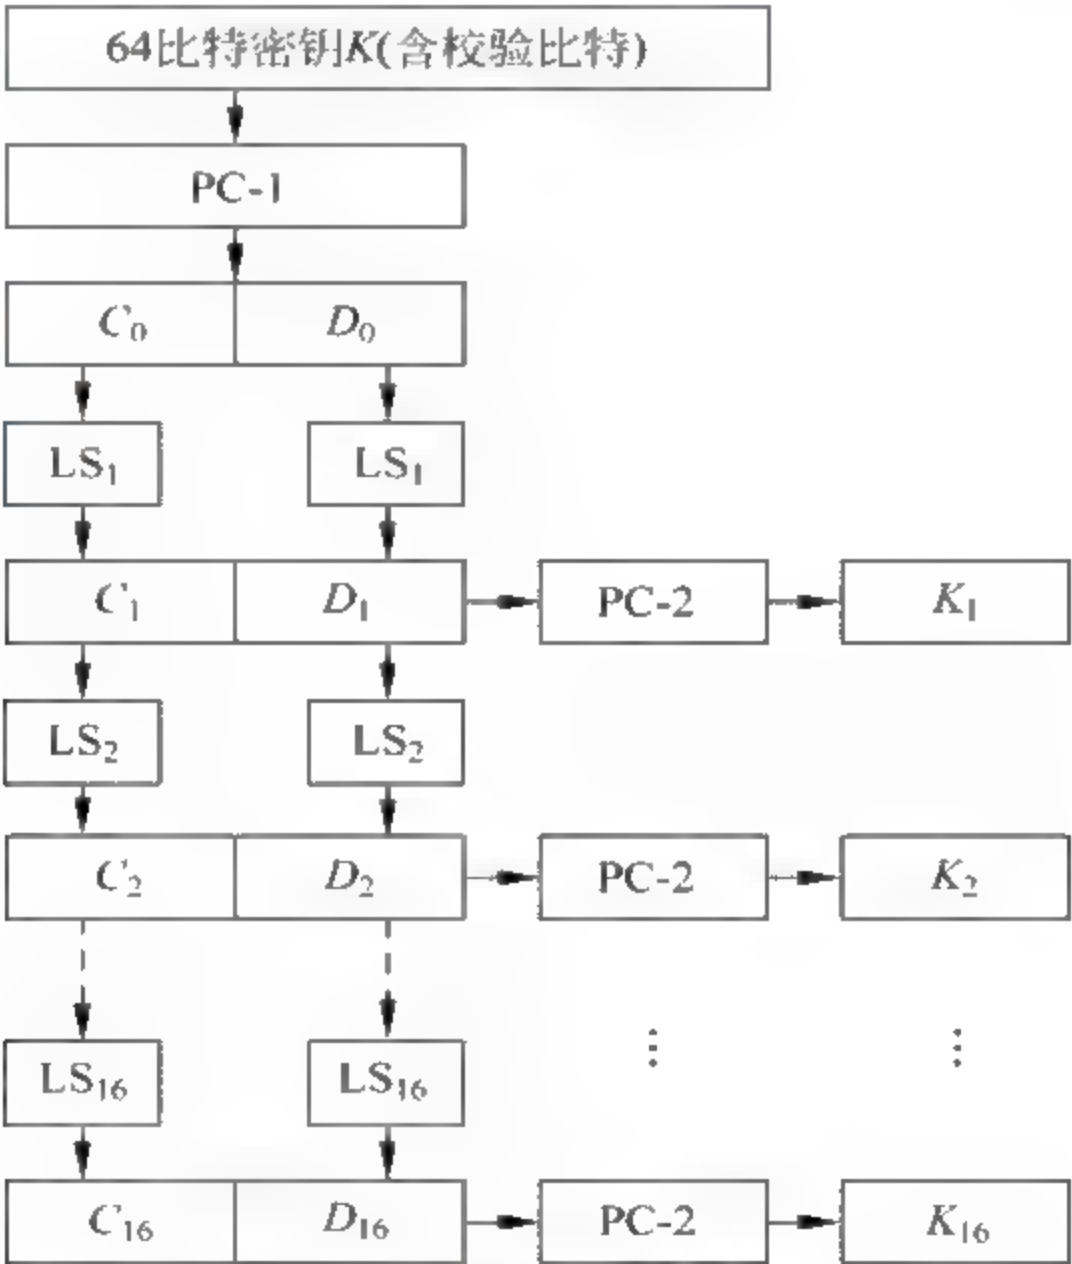 64比特密钥K(含校验比特)
PC-1
C₀ D₀
LS₁ LS₁
C₁ D₁ PC-2 K₁
LS₂ LS₂
C₂ D₂ PC-2 K₂
LS₁₆ LS₁₆ ⋮ ⋮
C₁₆ D₁₆ PC-2 K₁₆